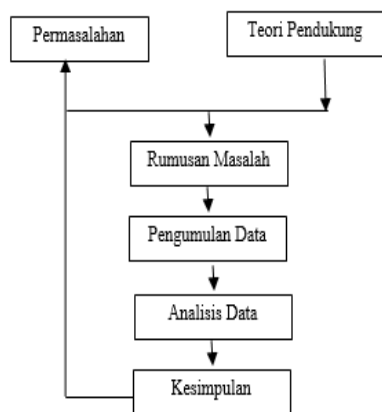 Permasalahan
Teori Pendukung
Rumusan Masalah
Pengumulan Data
Analisis Data
Kesimpulan